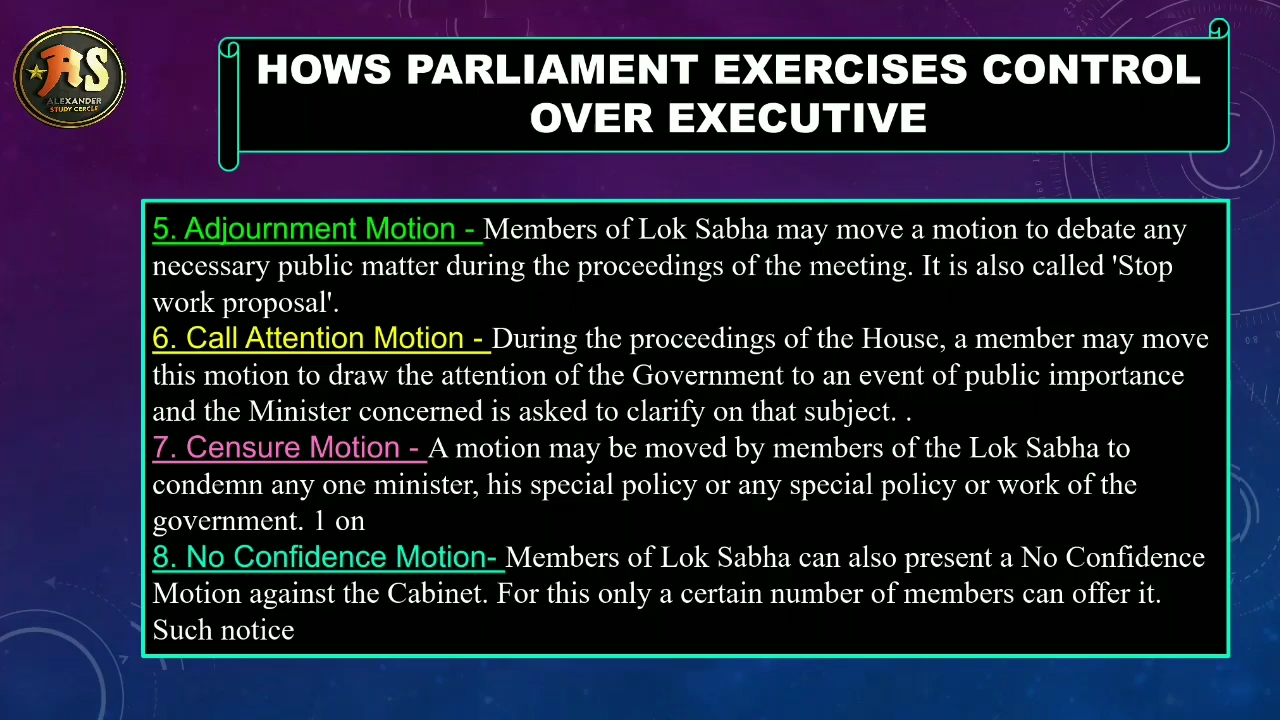 AS
ALEXANDER
STUDY CERCLE
HOWS PARLIAMENT EXERCISES CONTROL
OVER EXECUTIVE
5. Adjournment Motion - Members of Lok Sabha may move a motion to debate any
necessary public matter during the proceedings of the meeting. It is also called 'Stop
work proposal'.
6. Call Attention Motion - During the proceedings of the House, a member may move
this motion to draw the attention of the Government to an event of public importance
and the Minister concerned is asked to clarify on that subject. .
7. Censure Motion - A motion may be moved by members of the Lok Sabha to
condemn any one minister, his special policy or any special policy or work of the
government. 1 on
8. No Confidence Motion- Members of Lok Sabha can also present a No Confidence
Motion against the Cabinet. For this only a certain number of members can offer it.
Such notice